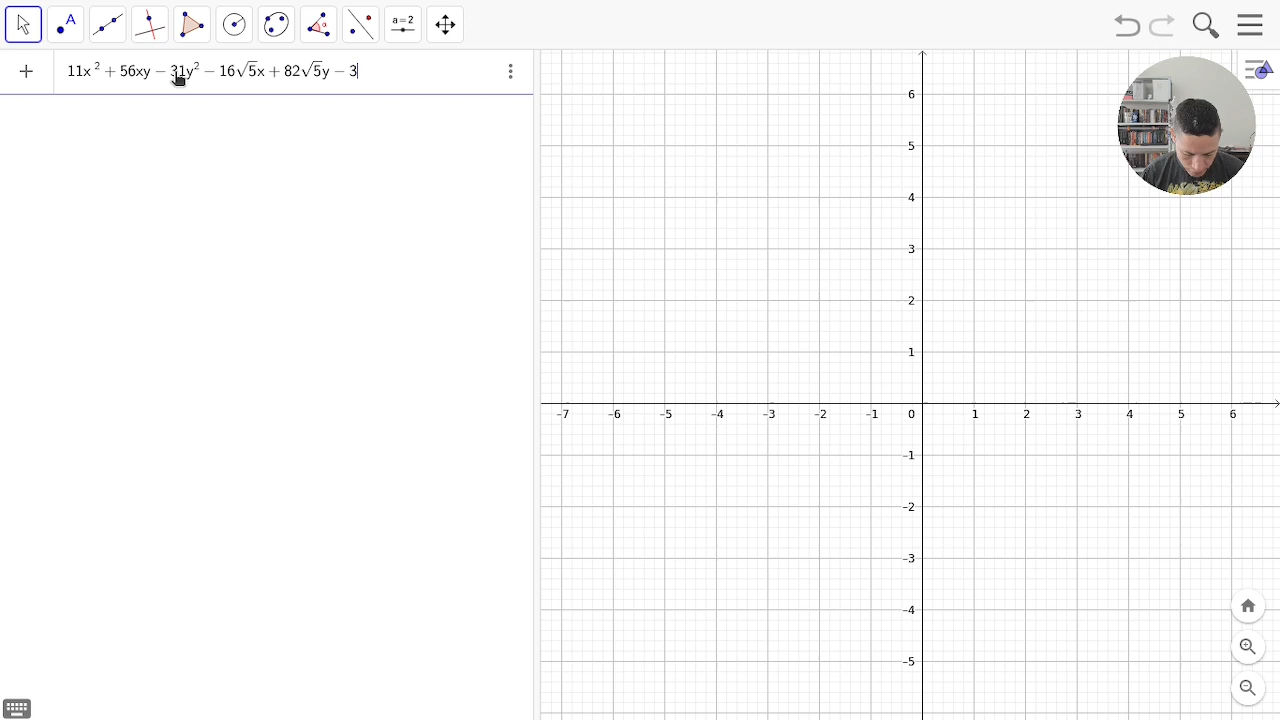 A
α
a=2
11x² + 56xy − 31y² − 16√5x + 82√5y − 3
6
5
4
3
2
1
−7 −6 −5 −4 −3 −2 −1 0 1 2 3 4 5 6
−1
−2
−3
−4
−5